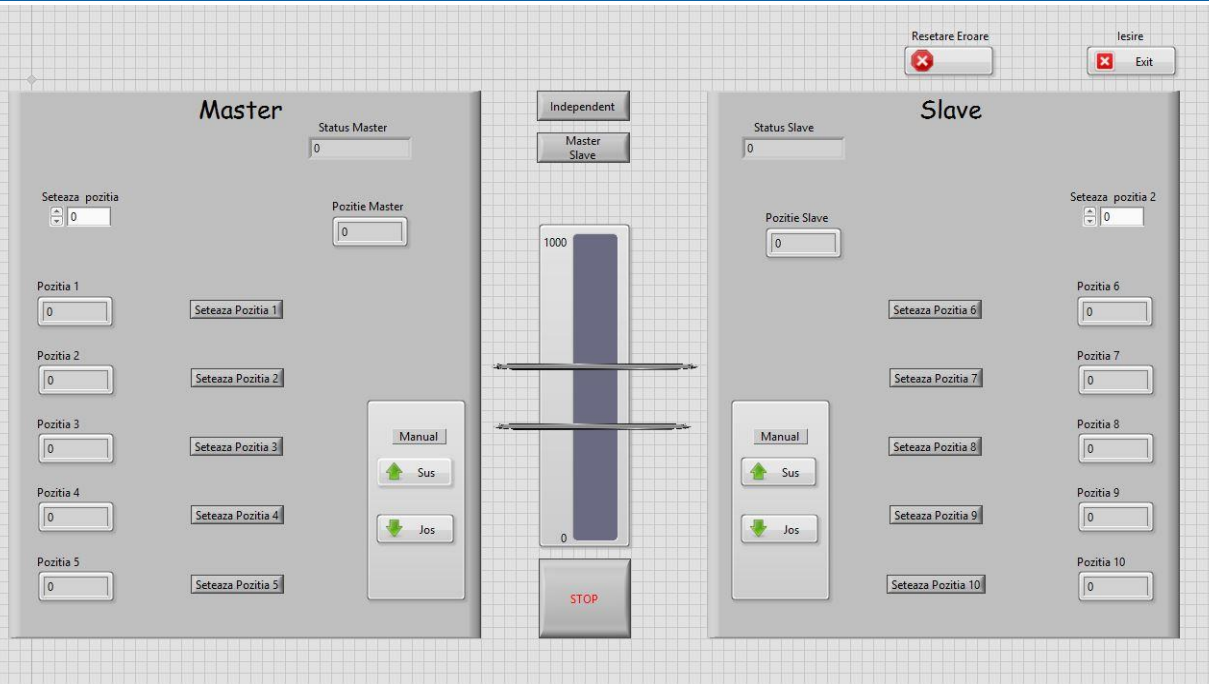 Resetare Eroare
Iesire
Exit
Master
Status Master
0
Seteaza pozitia
0
Pozitie Master
0
Pozitia 1
0
Seteaza Pozitia 1
Pozitia 2
0
Seteaza Pozitia 2
Pozitia 3
0
Seteaza Pozitia 3
Pozitia 4
0
Seteaza Pozitia 4
Pozitia 5
0
Seteaza Pozitia 5
Manual
Sus
Jos
Independent
Master
Slave
1000
0
STOP
Slave
Status Slave
0
Seteaza pozitia 2
0
Pozitie Slave
0
Seteaza Pozitia 6
Pozitia 6
0
Seteaza Pozitia 7
Pozitia 7
0
Seteaza Pozitia 8
Pozitia 8
0
Seteaza Pozitia 9
Pozitia 9
0
Seteaza Pozitia 10
Pozitia 10
0
Manual
Sus
Jos